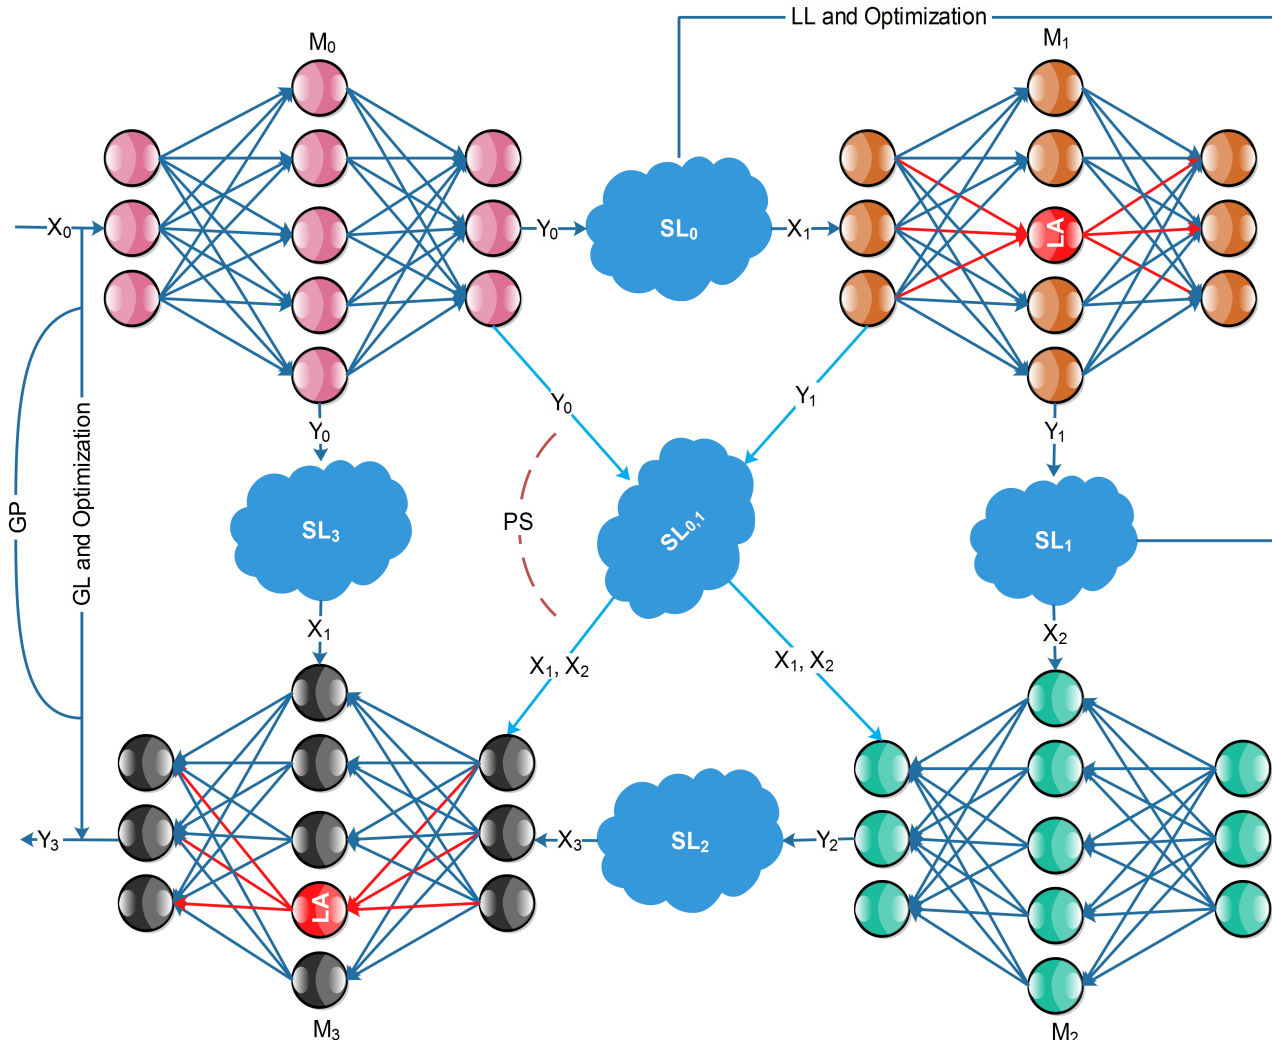 LL and Optimization
M₀
M₁
X₀
Y₀
SL₀
X₁
LA
Y₀
Y₁
Y₀
Y₁
GP
GL and Optimization
SL₃
PS
SL₀,₁
SL₁
X₁
X₁, X₂
X₁, X₂
X₂
Y₃
X₃
SL₂
Y₂
LA
M₃
M₂